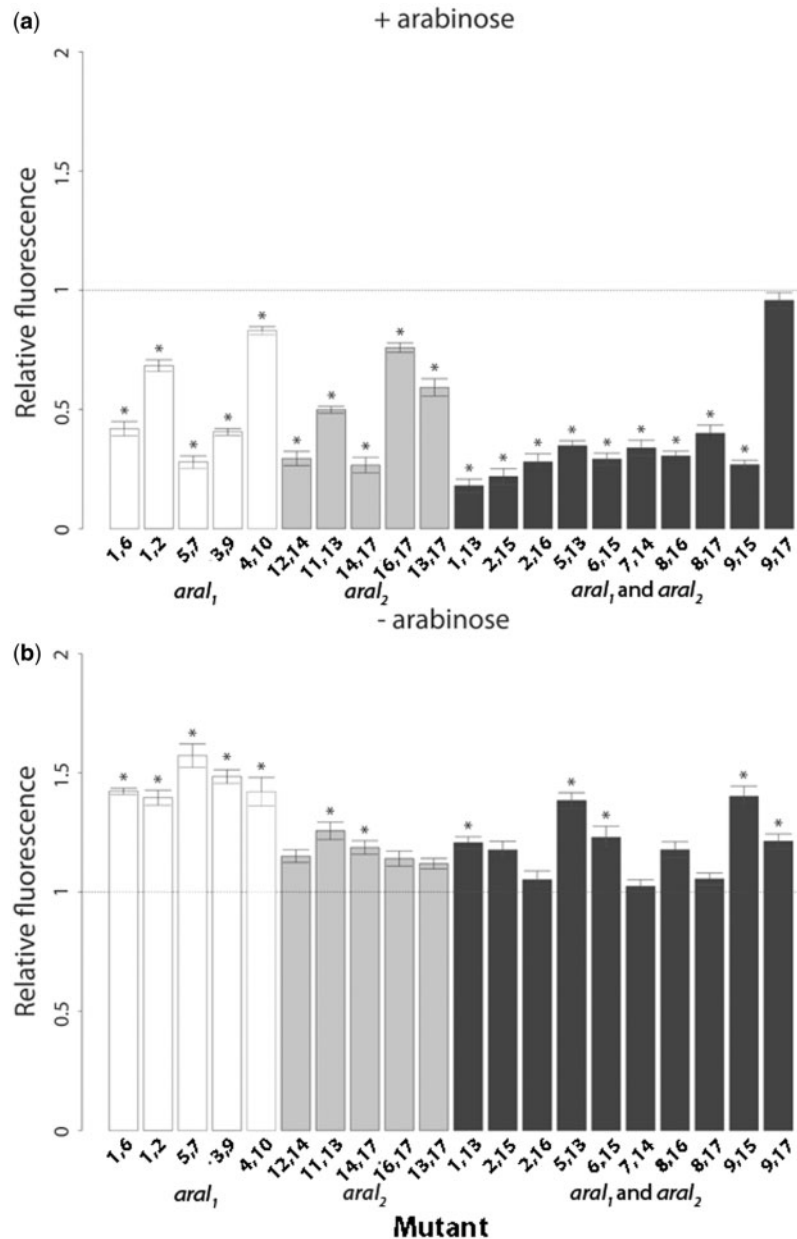 (a)
+ arabinose
2
1.5
1
0.5
0
Relative fluorescence
* * * * * * * * * * * * * * * * * * *
1,6 1,2 5,7 3,9 4,10 12,14 11,13 14,17 16,17 13,17 1,13 2,15 2,16 5,13 6,15 7,14 8,16 8,17 9,15 9,17
araI1 araI2 araI1 and araI2
(b)
- arabinose
2
1.5
1
0.5
0
Relative fluorescence
* * * * * * * * * * * *
1,6 1,2 5,7 3,9 4,10 12,14 11,13 14,17 16,17 13,17 1,13 2,15 2,16 5,13 6,15 7,14 8,16 8,17 9,15 9,17
araI1 araI2 araI1 and araI2
Mutant